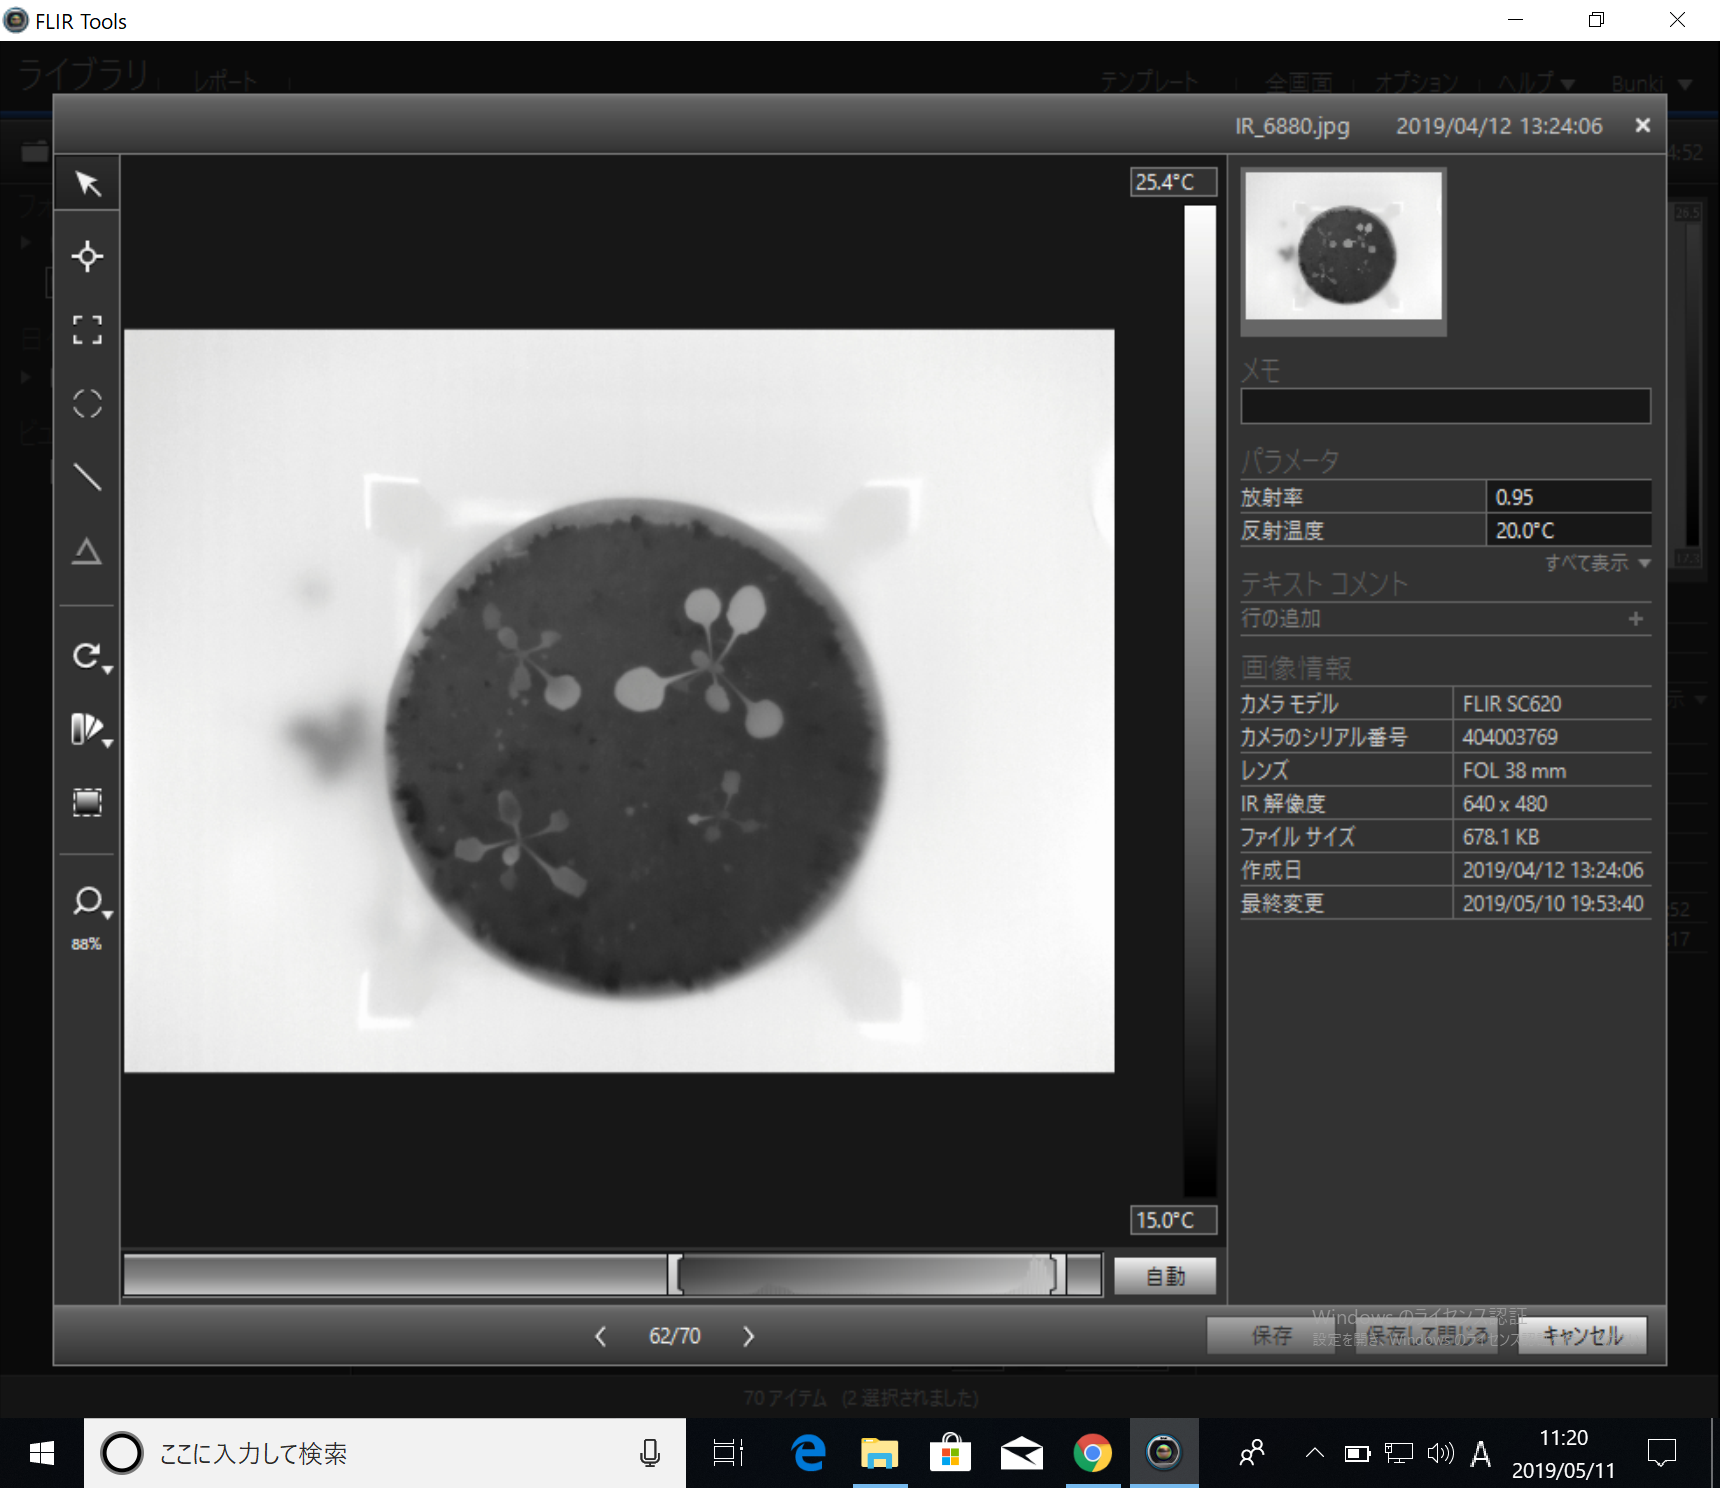 FLIR Tools
ライブラリ レポート テンプレート 全画面 オプション ヘルプ Bunki
IR_6880.jpg 2019/04/12 13:24:06
4:52
25.4°C
26.5
メモ
パラメータ
放射率 0.95
反射温度 20.0°C
すべて表示
17.3
テキスト コメント
行の追加 +
画像情報
カメラ モデル FLIR SC620
カメラのシリアル番号 404003769
レンズ FOL 38 mm
IR 解像度 640 x 480
ファイル サイズ 678.1 KB
作成日 2019/04/12 13:24:06
最終変更 2019/05/10 19:53:40
:52
:17
88%
15.0°C
自動
62/70
Windows のライセンス認証
保存 保存して閉じる キャンセル
設定を開き、Windows のライセンス
70 アイテム (2 選択されました)
ここに入力して検索
A
11:20
2019/05/11